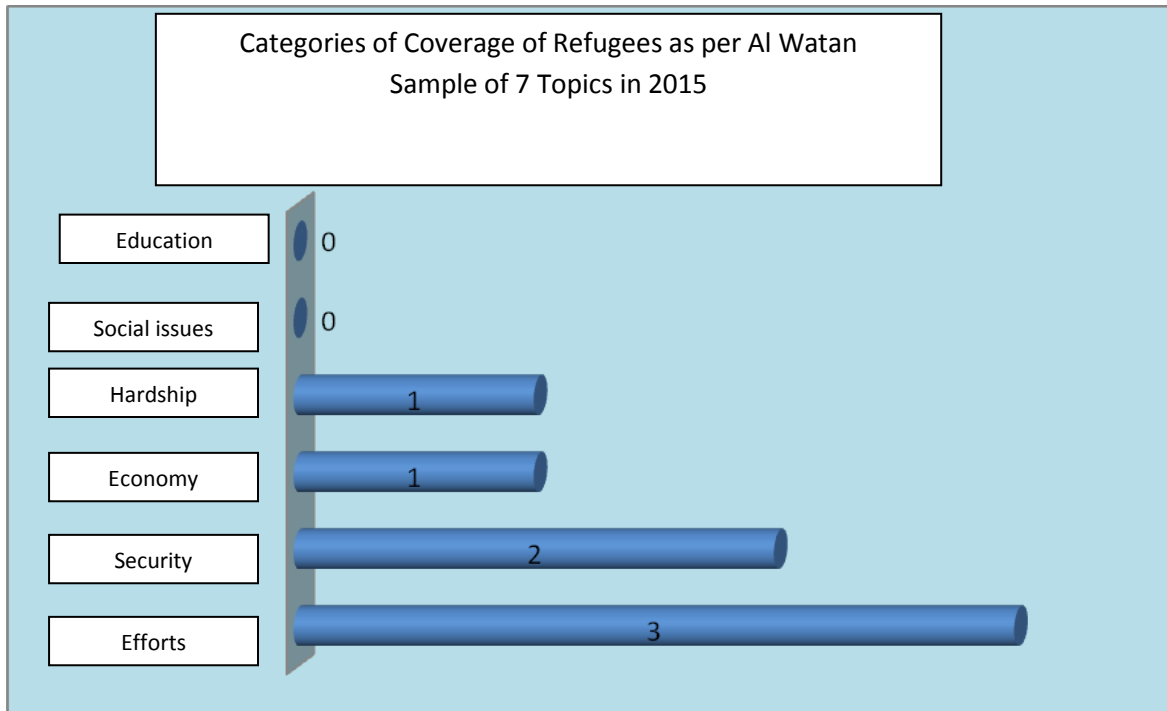 Categories of Coverage of Refugees as per Al Watan
Sample of 7 Topics in 2015
Education
0
Social issues
0
Hardship
1
Economy
1
Security
2
Efforts
3